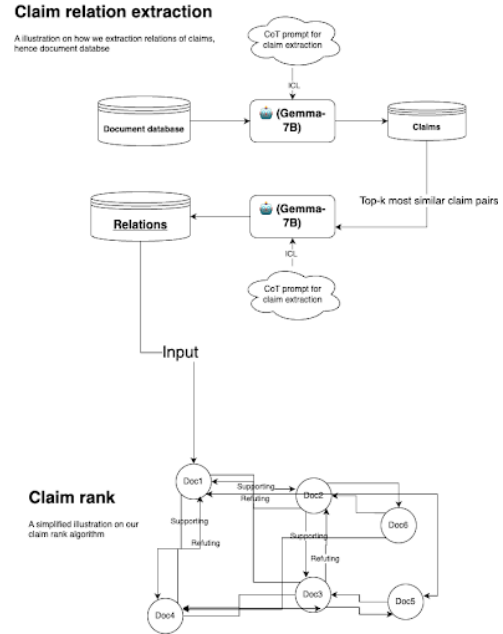 Claim relation extraction
A illustration on how we extraction relations of claims,
hence document databse
CoT prompt for
claim extraction
ICL
Document database
(Gemma-
7B)
Claims
Top-k most similar claim pairs
Relations
(Gemma-
7B)
ICL
CoT prompt for
claim extraction
Input
Claim rank
A simplified illustration on our
claim rank algorithm
Doc1
Supporting
Doc2
Refuting
Supporting
Refuting
Doc6
Supporting
Refuting
Doc3
Doc5
Doc4